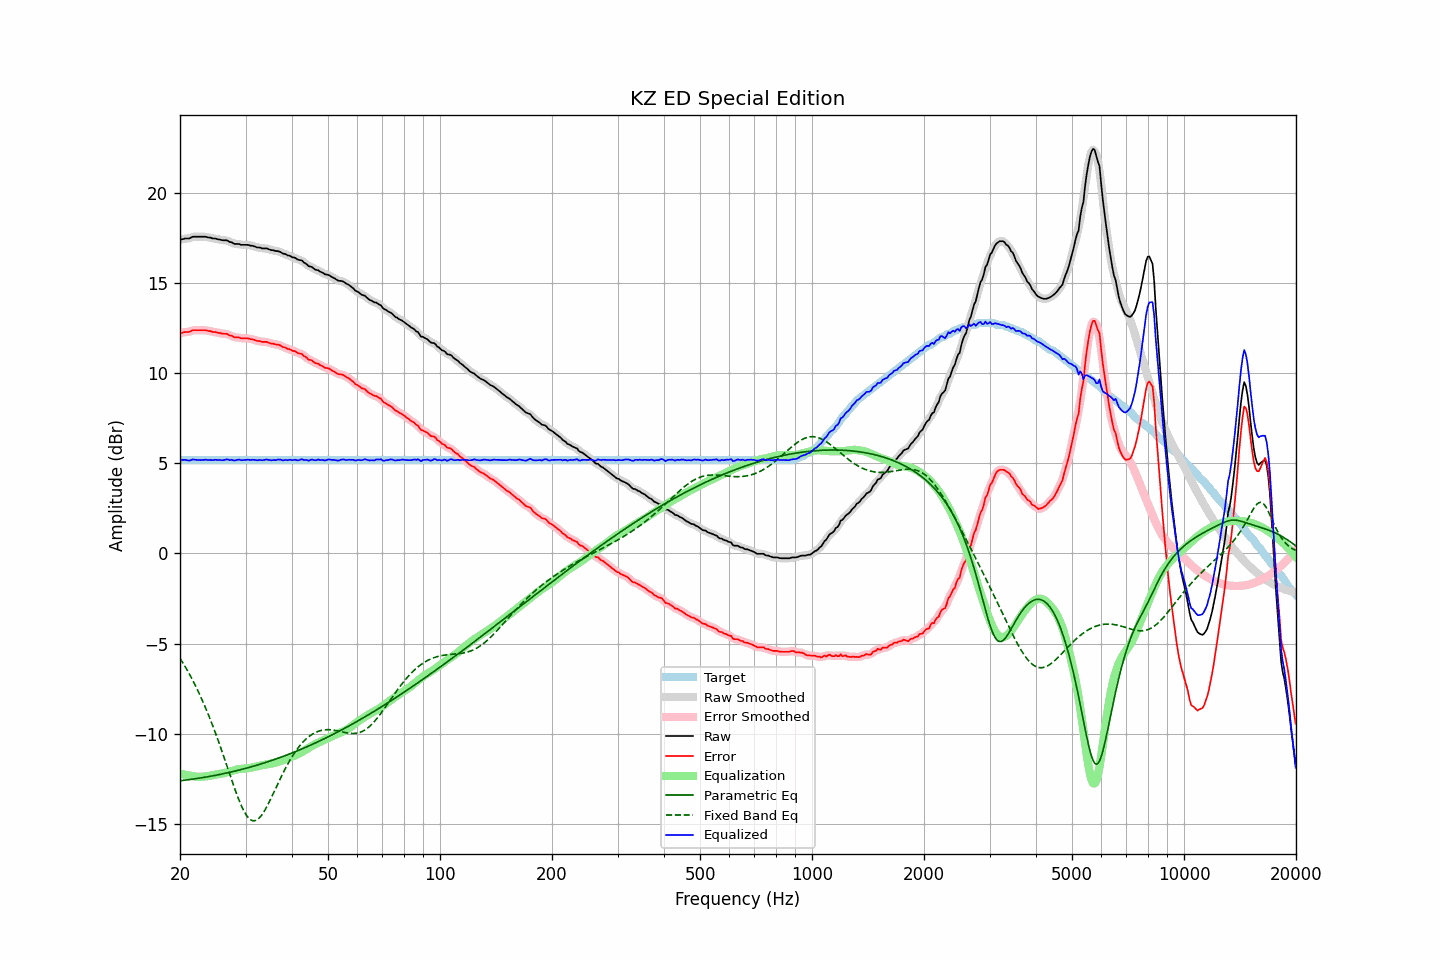 KZ ED Special Edition
Amplitude (dBr)
20
15
10
5
0
−5
−10
−15
Target
Raw Smoothed
Error Smoothed
Raw
Error
Equalization
Parametric Eq
Fixed Band Eq
Equalized
20 50 100 200 500 1000 2000 5000 10000 20000
Frequency (Hz)